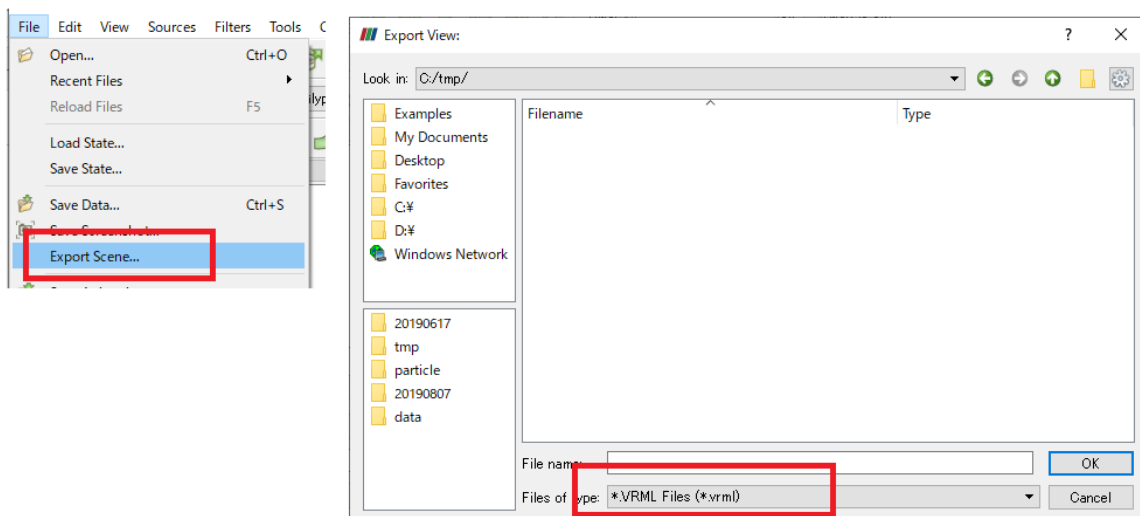 File Edit View Sources Filters Tools
Open... Ctrl+O
Recent Files
Reload Files F5
Load State...
Save State...
Save Data... Ctrl+S
Save Screenshot...
Export Scene...
Export View:
Look in: C:/tmp/
Examples
My Documents
Desktop
Favorites
C:¥
D:¥
Windows Network
20190617
tmp
particle
20190807
data
Filename Type
File name:
OK
Files of type: *.VRML Files (*.vrml)
Cancel